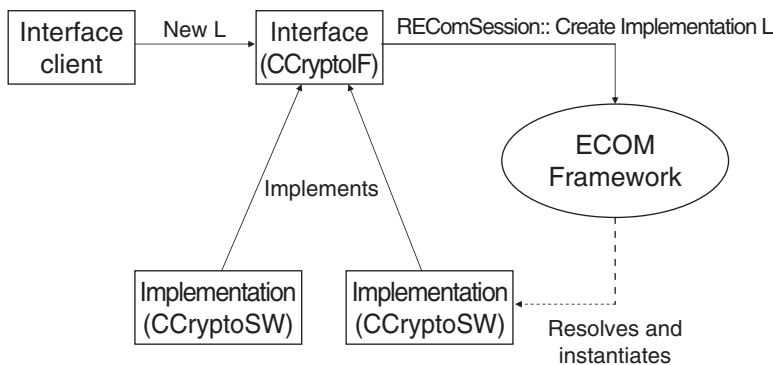 Interface
client
New L
Interface
(CCryptoIF)
REComSession:: Create Implementation L
ECOM
Framework
Implements
Implementation
(CCryptoSW)
Implementation
(CCryptoSW)
Resolves and
instantiates